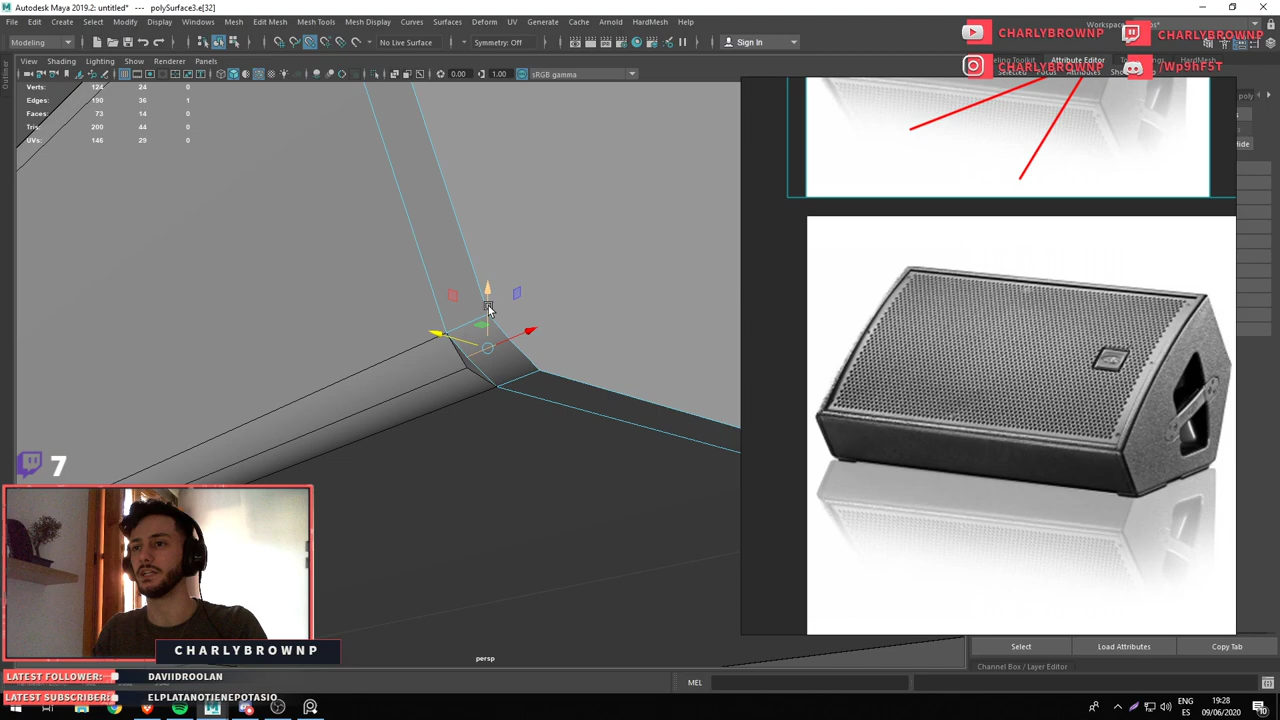 Autodesk Maya 2019.2: untitled* --- polySurface3.e[32]
File Edit Create Select Modify Display Windows Mesh Edit Mesh Mesh Tools Mesh Display Curves Surfaces Deform UV Generate Cache Arnold HardMesh Help
Modeling No Live Surface Symmetry: Off Sign In
CHARLYBROWNP CHARLYBROWNP
CHARLYBROWNP /Wp9hF5T
View Shading Lighting Show Renderer Panels
Attribute Editor
0.00 1.00 sRGB gamma
Verts: 124 24 0
Edges: 190 36 1
Faces: 73 14 0
Tris: 200 44 0
UVs: 146 29 0
7
CHARLYBROWNP
persp
Select Load Attributes Copy Tab
Channel Box / Layer Editor
LATEST FOLLOWER: DAVIIDROOLAN
MEL
LATEST SUBSCRIBER: ELPLATANOTIENEPOTASIO
ENG
ES
19:28
09/06/2020